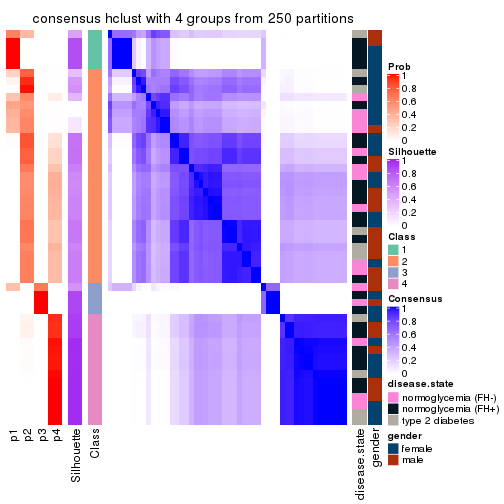 consensus hclust with 4 groups from 250 partitions
Prob
1
0.8
0.6
0.4
0.2
0
Silhouette
1
0.8
0.6
0.4
0.2
0
Class
1
2
3
4
Consensus
1
0.8
0.6
0.4
0.2
0
disease.state
normoglycemia (FH-)
normoglycemia (FH+)
type 2 diabetes
gender
female
male
p1
p2
p3
p4
Silhouette
Class
disease.state
gender